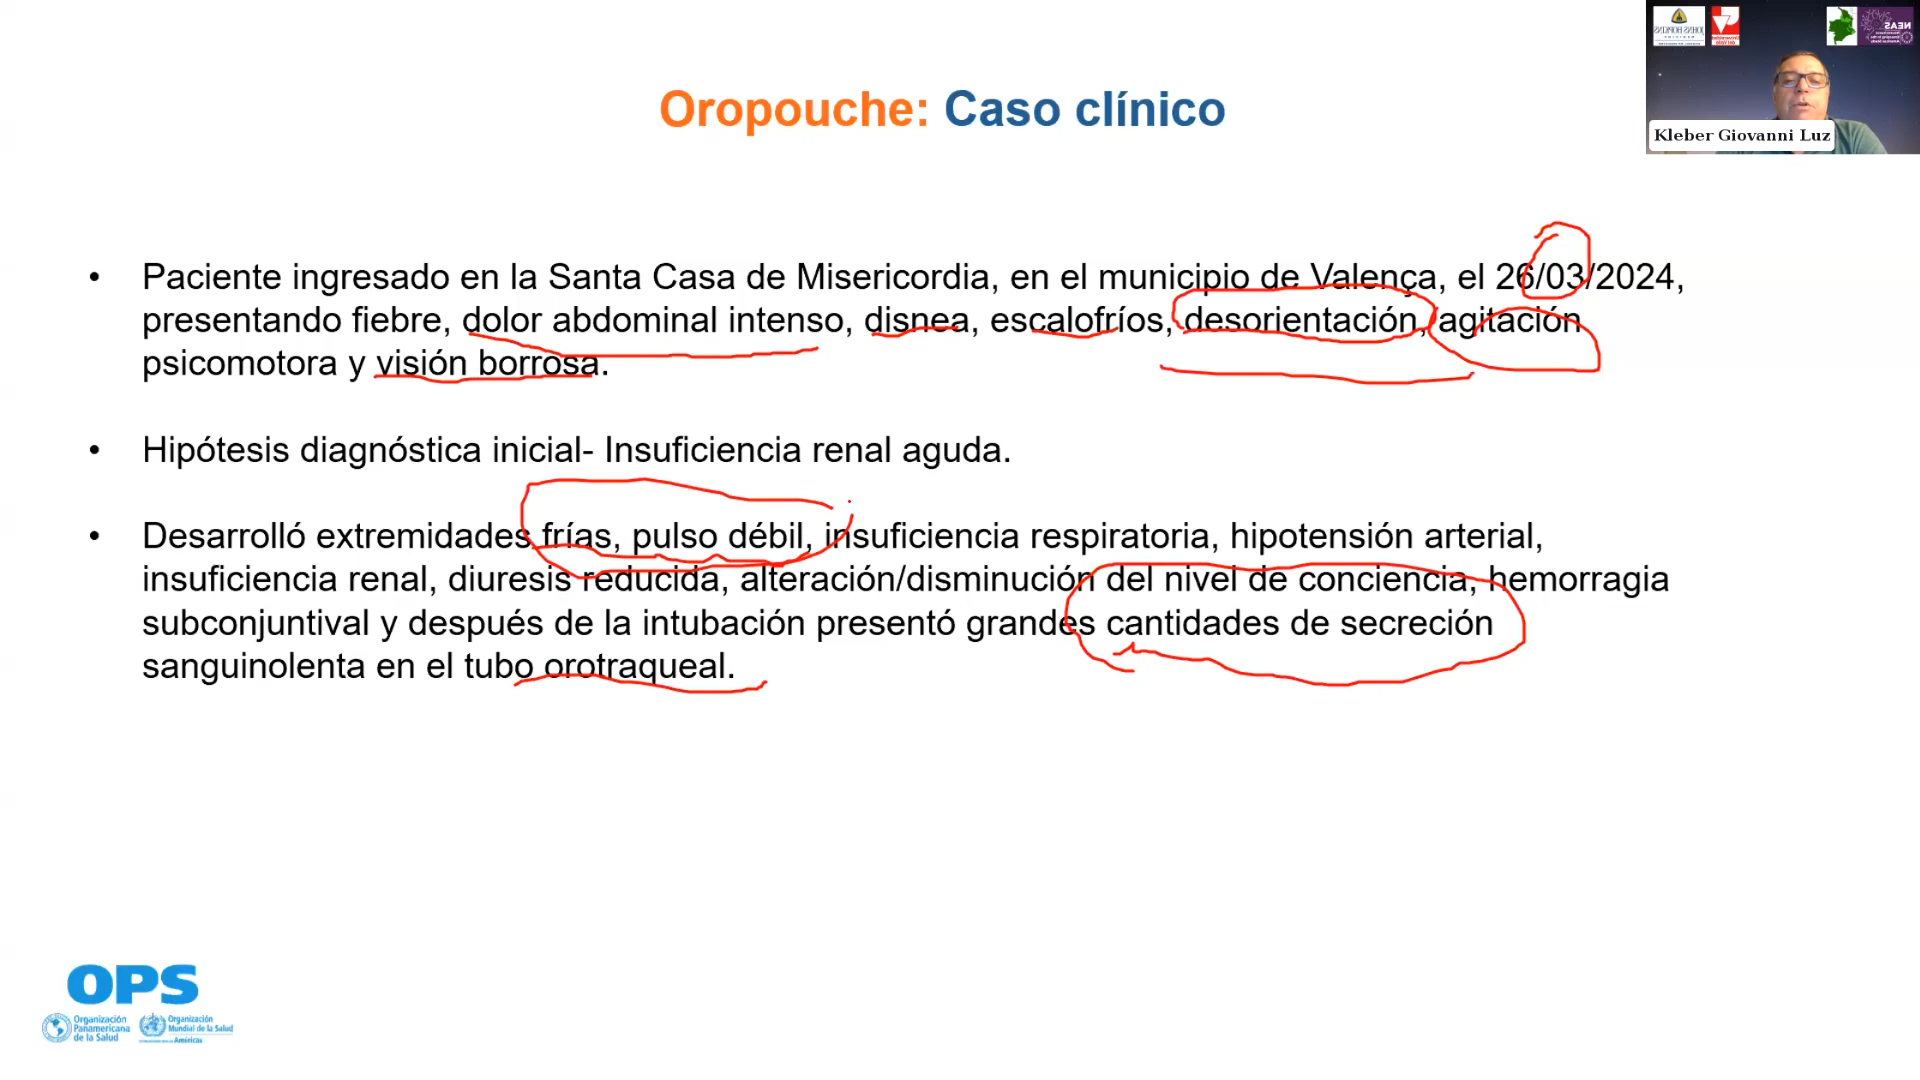 Oropouche: Caso clínico
Kleber Giovanni Luz
• Paciente ingresado en la Santa Casa de Misericordia, en el municipio de Valença, el 26/03/2024,
presentando fiebre, dolor abdominal intenso, disnea, escalofríos, desorientación, agitación
psicomotora y visión borrosa.
• Hipótesis diagnóstica inicial- Insuficiencia renal aguda.
• Desarrolló extremidades frías, pulso débil, insuficiencia respiratoria, hipotensión arterial,
insuficiencia renal, diuresis reducida, alteración/disminución del nivel de conciencia, hemorragia
subconjuntival y después de la intubación presentó grandes cantidades de secreción
sanguinolenta en el tubo orotraqueal.
OPS
Organización
Panamericana
de la Salud
Organización
Mundial de la Salud
Américas
JOHNS HOPKINS
NEAS